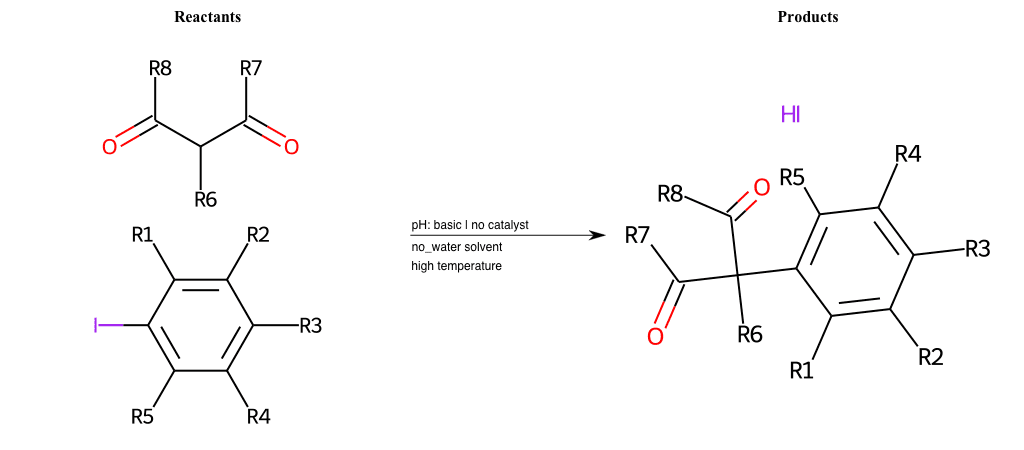 Reactants
Products
R8 R7
O O
R6
R1 R2
I R3
R5 R4
pH: basic | no catalyst
no_water solvent
high temperature
HI
R4
R5
O
R8
R7
R3
O
R6
R2
R1